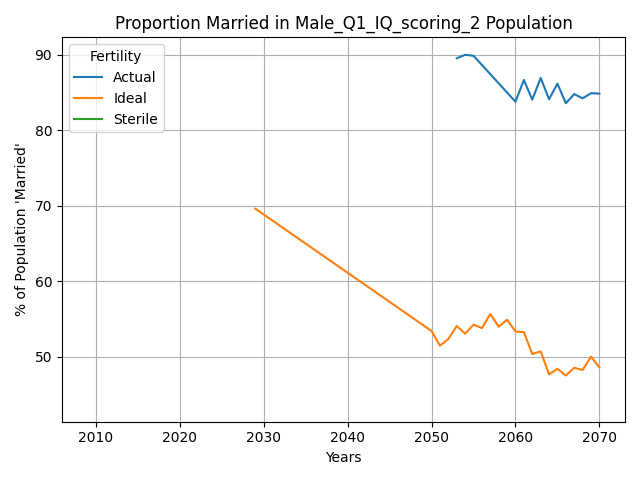 Proportion Married in Male_Q1_IQ_scoring_2 Population
% of Population 'Married'
90
80
70
60
50
Fertility
Actual
Ideal
Sterile
2010 2020 2030 2040 2050 2060 2070
Years